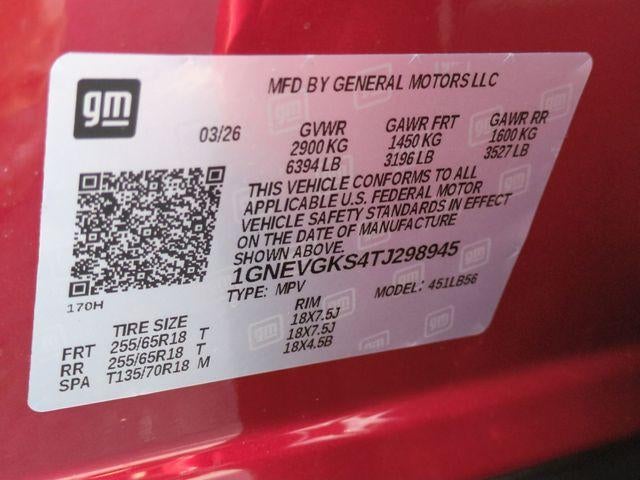 gm
MFD BY GENERAL MOTORS LLC
03/26 GVWR GAWR FRT GAWR RR
2900 KG 1450 KG 1600 KG
6394 LB 3196 LB 3527 LB
THIS VEHICLE CONFORMS TO ALL
APPLICABLE U.S. FEDERAL MOTOR
VEHICLE SAFETY STANDARDS IN EFFECT
ON THE DATE OF MANUFACTURE
SHOWN ABOVE.
1GNEVGKS4TJ298945
TYPE: MPV MODEL: 451LB56
170H
TIRE SIZE RIM
FRT 255/65R18 T 18X7.5J
RR 255/65R18 T 18X7.5J
SPA T135/70R18 M 18X4.5B